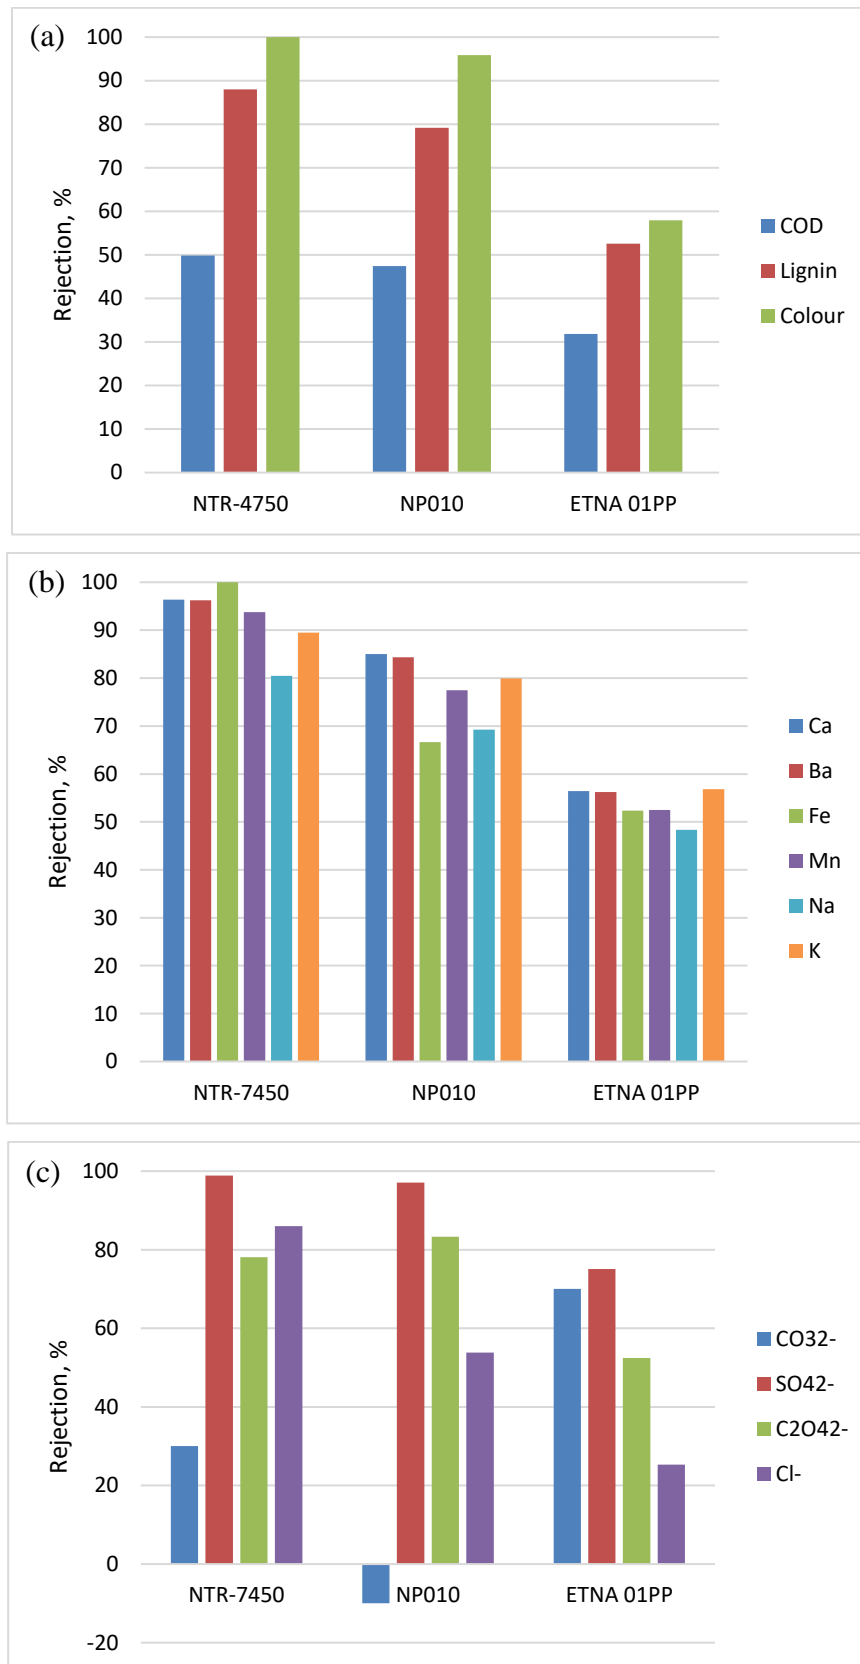 (a)
100
90
80
70
60
50
40
30
20
10
0
Rejection, %
NTR-4750 NP010 ETNA 01PP
COD
Lignin
Colour
(b)
100
90
80
70
60
50
40
30
20
10
0
Rejection, %
NTR-7450 NP010 ETNA 01PP
Ca
Ba
Fe
Mn
Na
K
(c)
100
80
60
40
20
0
-20
Rejection, %
NTR-7450 NP010 ETNA 01PP
CO32-
SO42-
C2O42-
Cl-